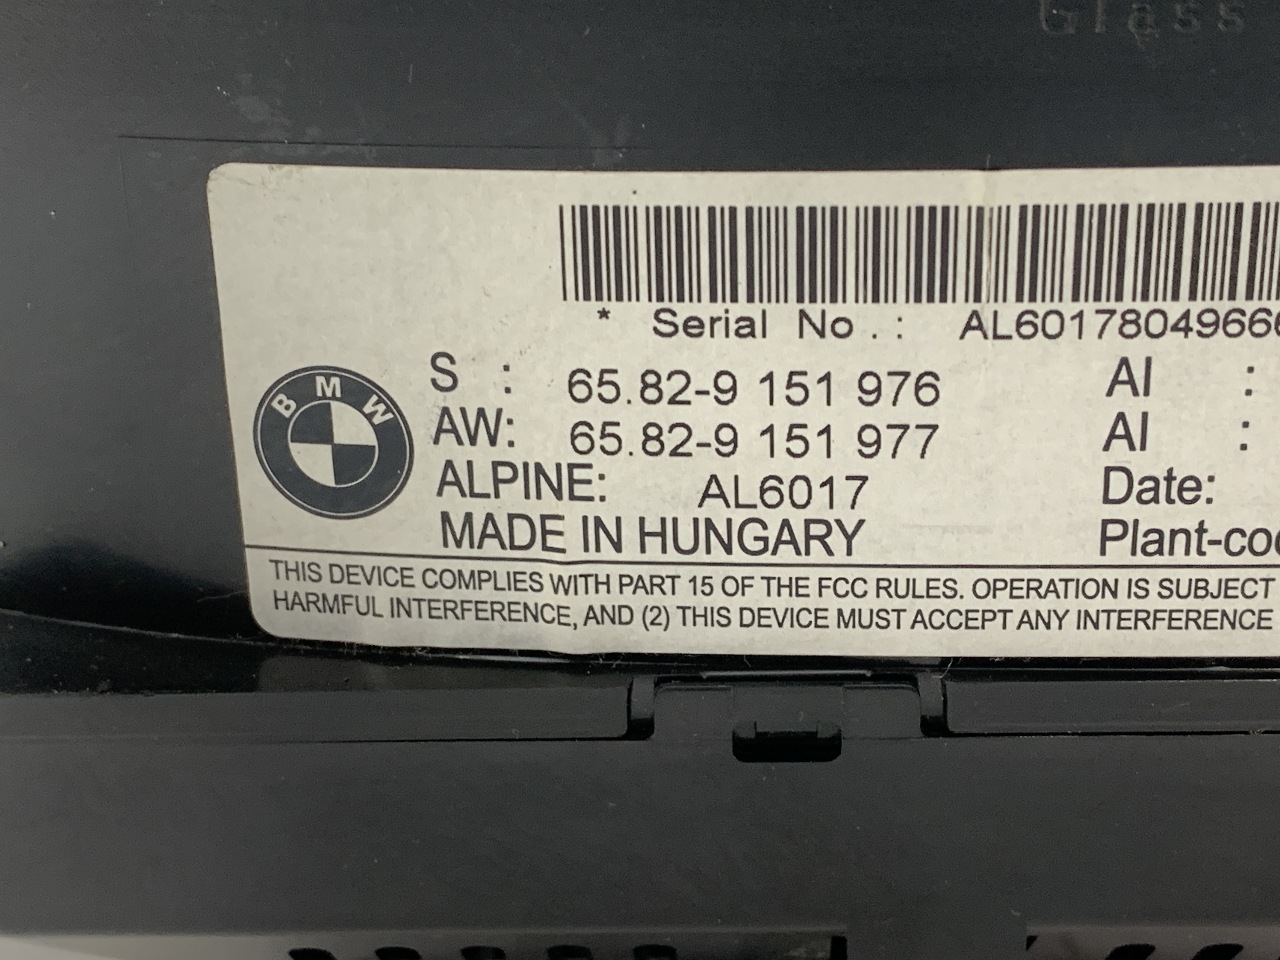 Glass
* Serial No.: AL60178049666
S : 65.82-9 151 976 AI :
AW: 65.82-9 151 977 AI :
ALPINE: AL6017 Date:
MADE IN HUNGARY Plant-co
BMW
THIS DEVICE COMPLIES WITH PART 15 OF THE FCC RULES. OPERATION IS SUBJECT
HARMFUL INTERFERENCE, AND (2) THIS DEVICE MUST ACCEPT ANY INTERFERENCE